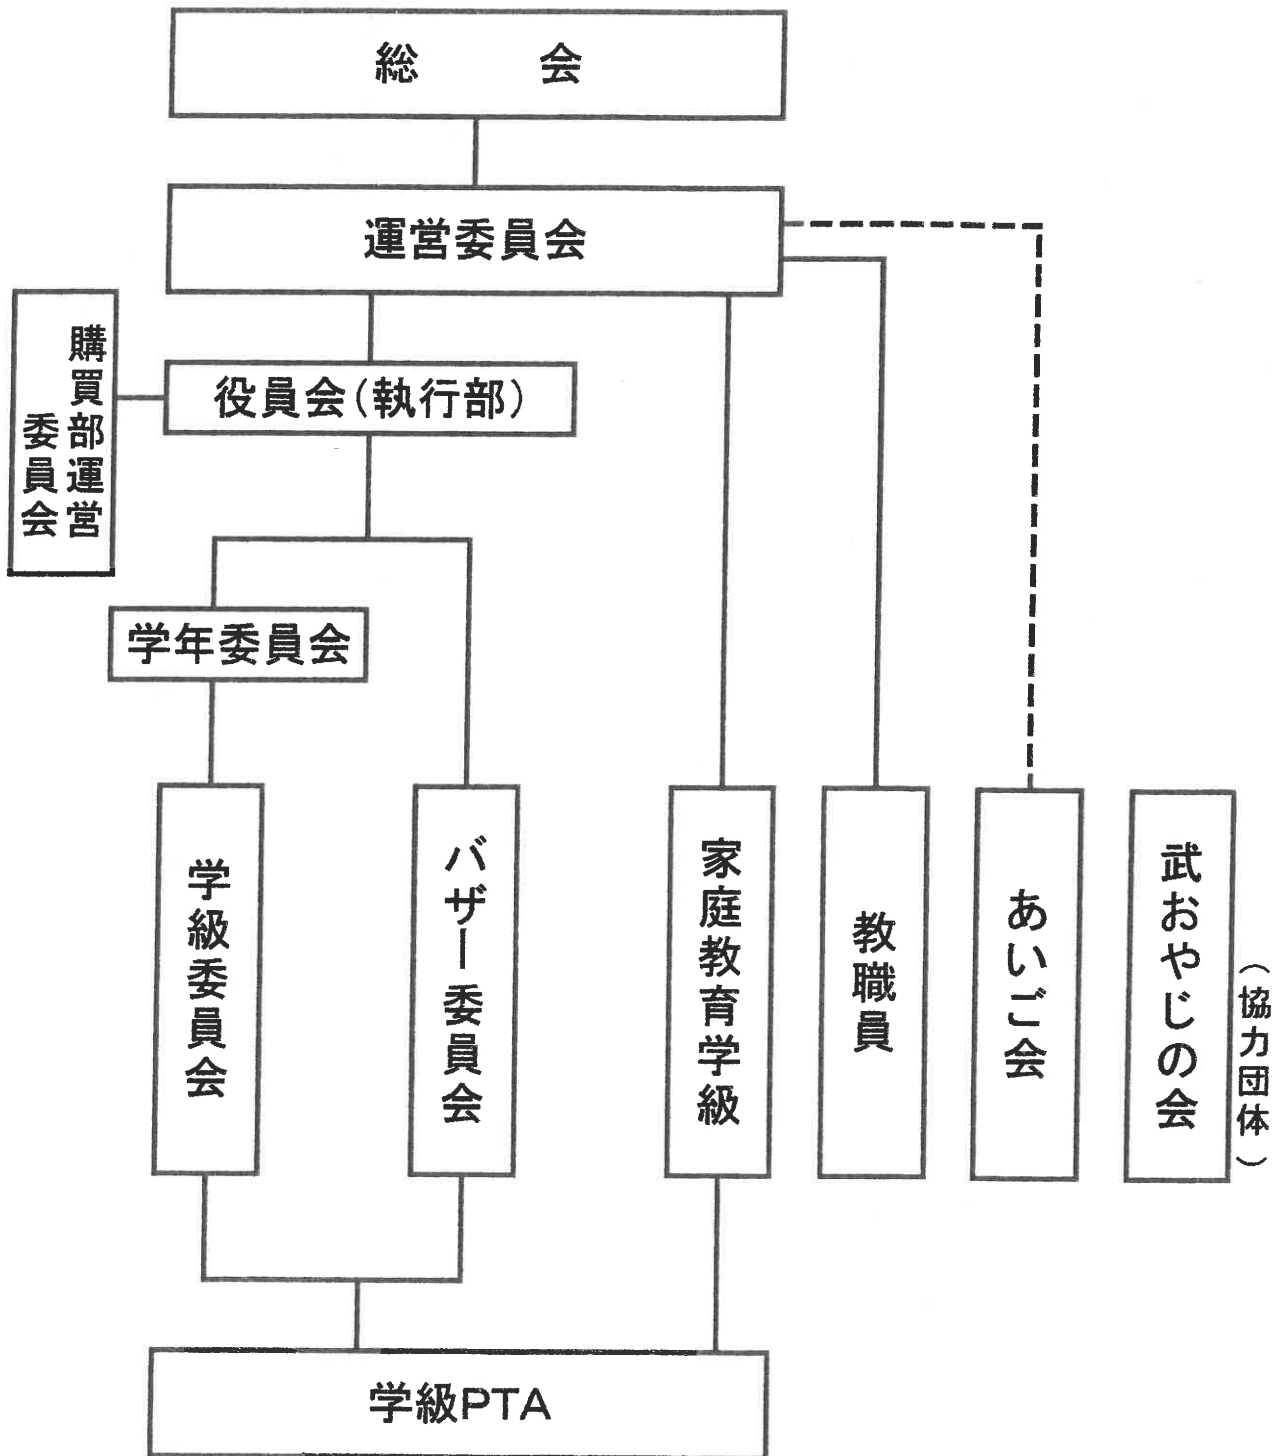 総会
運営委員会
購買部運営
委員会
役員会(執行部)
学年委員会
学級委員会
バザー委員会
家庭教育学級
教職員
あいご会
武おやじの会
(協力団体)
学級PTA